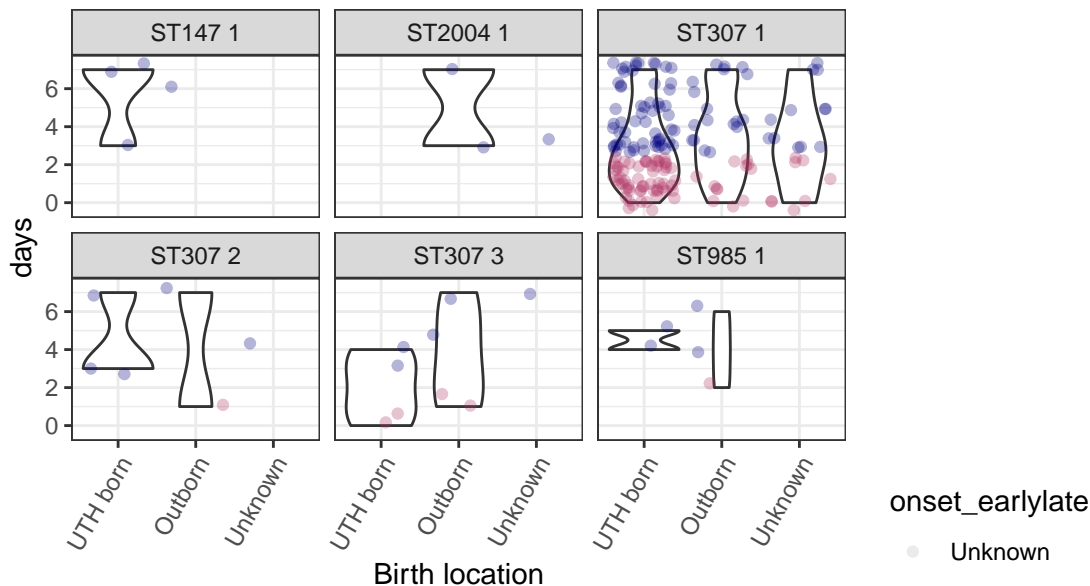 ST147 1
ST2004 1
ST307 1
6
4
2
0
ST307 2
ST307 3
ST985 1
6
4
2
0
days
UTH born
Outborn
Unknown
UTH born
Outborn
Unknown
UTH born
Outborn
Unknown
Birth location
onset_earlylate
Unknown